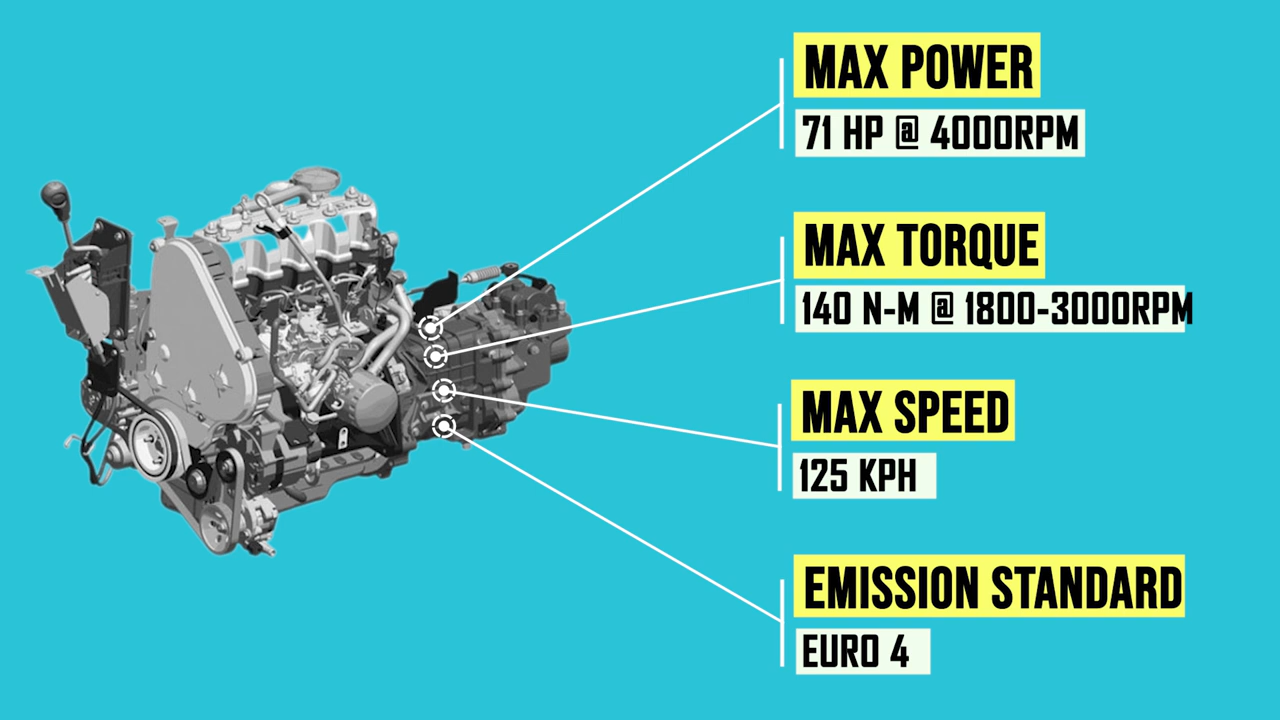 MAX POWER
71 HP @ 4000RPM
MAX TORQUE
140 N-M @ 1800-3000RPM
MAX SPEED
125 KPH
EMISSION STANDARD
EURO 4